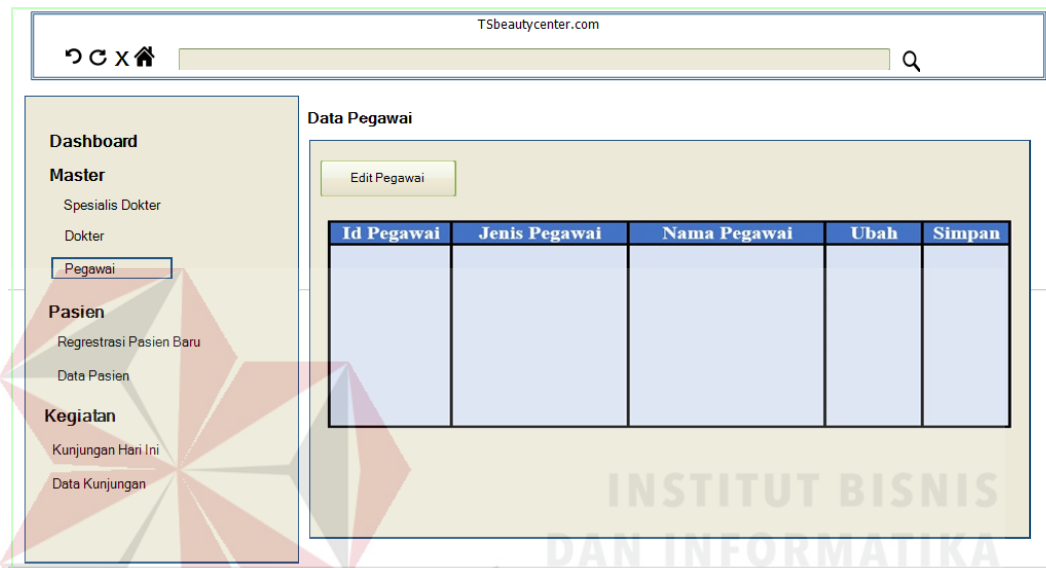 TSbeautycenter.com
X
Dashboard
Master
Spesialis Dokter
Dokter
Pegawai
Pasien
Regrestrasi Pasien Baru
Data Pasien
Kegiatan
Kunjungan Hari Ini
Data Kunjungan
Data Pegawai
Edit Pegawai
Id Pegawai Jenis Pegawai Nama Pegawai Ubah Simpan
INSTITUT BISNIS
DAN INFORMATIKA